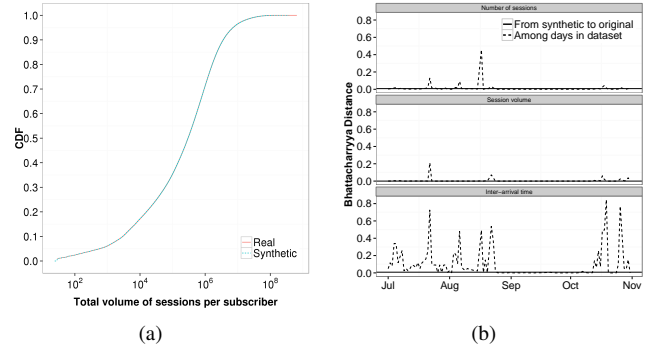 1.0
0.9
0.8
0.7
0.6
0.5
0.4
0.3
0.2
0.1
0.0
CDF
Real
Synthetic
10^2 10^4 10^6 10^8
Total volume of sessions per subscriber
(a)
Number of sessions
From synthetic to original
Among days in dataset
0.8
0.6
0.4
0.2
0.0
Session volume
0.8
0.6
0.4
0.2
0.0
Inter-arrival time
0.8
0.6
0.4
0.2
0.0
Bhattacharryya Distance
Jul Aug Sep Oct Nov
(b)